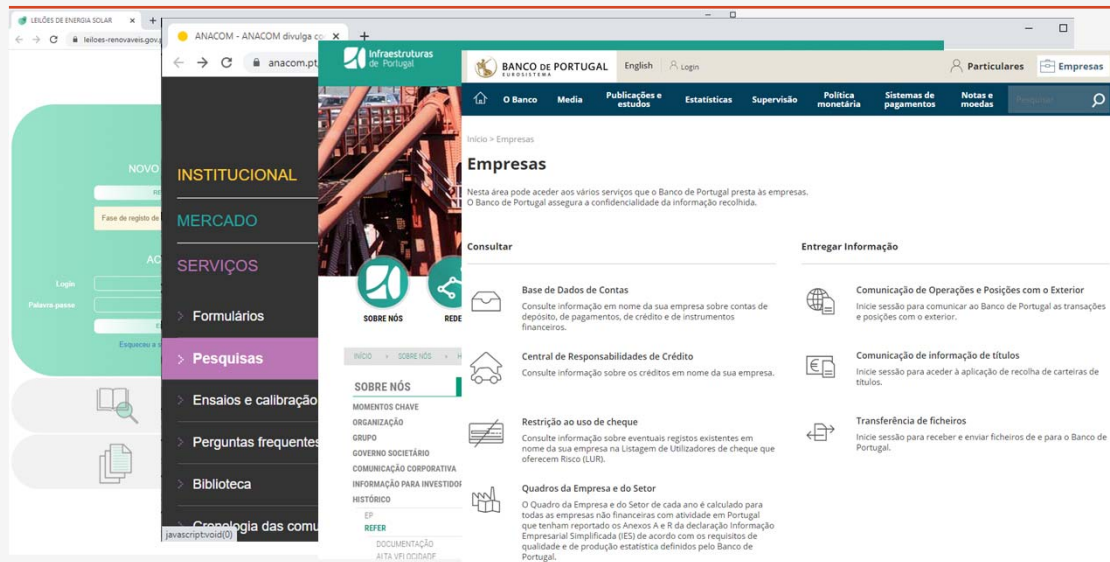 LEILÕES DE ENERGIA SOLAR
leiloes-renovaveis.gov.p
NOVO
Fase de registo de
AC
Login
Palavra-passe
Esqueceu a s
ANACOM - ANACOM divulga co
anacom.pt
INSTITUCIONAL
MERCADO
SERVIÇOS
Formulários
Pesquisas
Ensaios e calibração
Perguntas frequentes
Biblioteca
Cronologia das comu
javascript:void(0)
Infraestruturas
de Portugal
SOBRE NÓS
REDE
INÍCIO > SOBRE NÓS > H
SOBRE NÓS
MOMENTOS CHAVE
ORGANIZAÇÃO
GRUPO
GOVERNO SOCIETÁRIO
COMUNICAÇÃO CORPORATIVA
INFORMAÇÃO PARA INVESTIDOR
HISTÓRICO
EP
REFER
DOCUMENTAÇÃO
ALTA VELOCIDADE
BANCO DE PORTUGAL
EUROSISTEMA
English
Login
Particulares
Empresas
O Banco
Media
Publicações e
estudos
Estatísticas
Supervisão
Política
monetária
Sistemas de
pagamentos
Notas e
moedas
Pesquisar
Início > Empresas
Empresas
Nesta área pode aceder aos vários serviços que o Banco de Portugal presta às empresas.
O Banco de Portugal assegura a confidencialidade da informação recolhida.
Consultar
Base de Dados de Contas
Consulte informação em nome da sua empresa sobre contas de
depósito, de pagamentos, de crédito e de instrumentos
financeiros.
Central de Responsabilidades de Crédito
Consulte informação sobre os créditos em nome da sua empresa.
Restrição ao uso de cheque
Consulte informação sobre eventuais registos existentes em
nome da sua empresa na Listagem de Utilizadores de cheque que
oferecem Risco (LUR).
Quadros da Empresa e do Setor
O Quadro da Empresa e do Setor de cada ano é calculado para
todas as empresas não financeiras com atividade em Portugal
que tenham reportado os Anexos A e R da declaração Informação
Empresarial Simplificada (IES) de acordo com os requisitos de
qualidade e de produção estatística definidos pelo Banco de
Portugal.
Entregar Informação
Comunicação de Operações e Posições com o Exterior
Inicie sessão para comunicar ao Banco de Portugal as transações
e posições com o exterior.
Comunicação de informação de títulos
Inicie sessão para aceder à aplicação de recolha de carteiras de
títulos.
Transferência de ficheiros
Inicie sessão para receber e enviar ficheiros de e para o Banco de
Portugal.